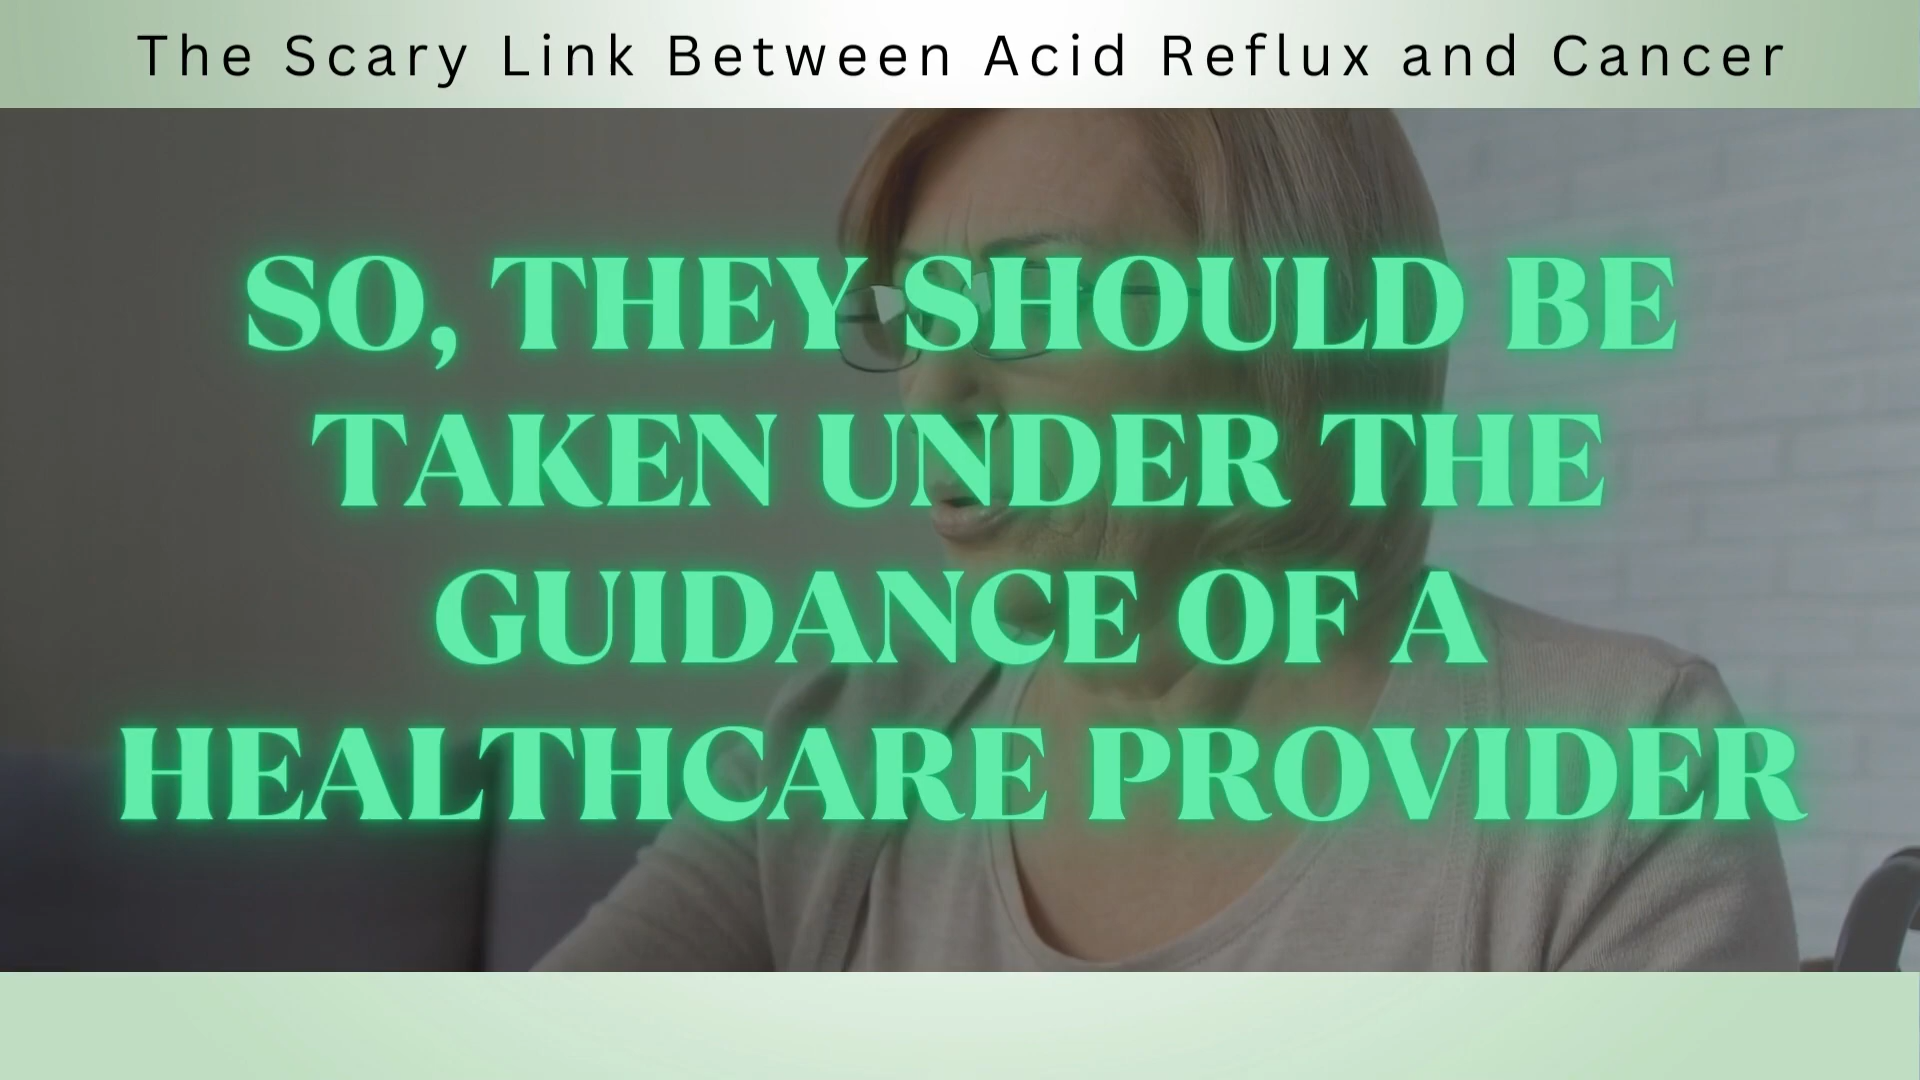 The Scary Link Between Acid Reflux and Cancer
SO, THEY SHOULD BE
TAKEN UNDER THE
GUIDANCE OF A
HEALTHCARE PROVIDER